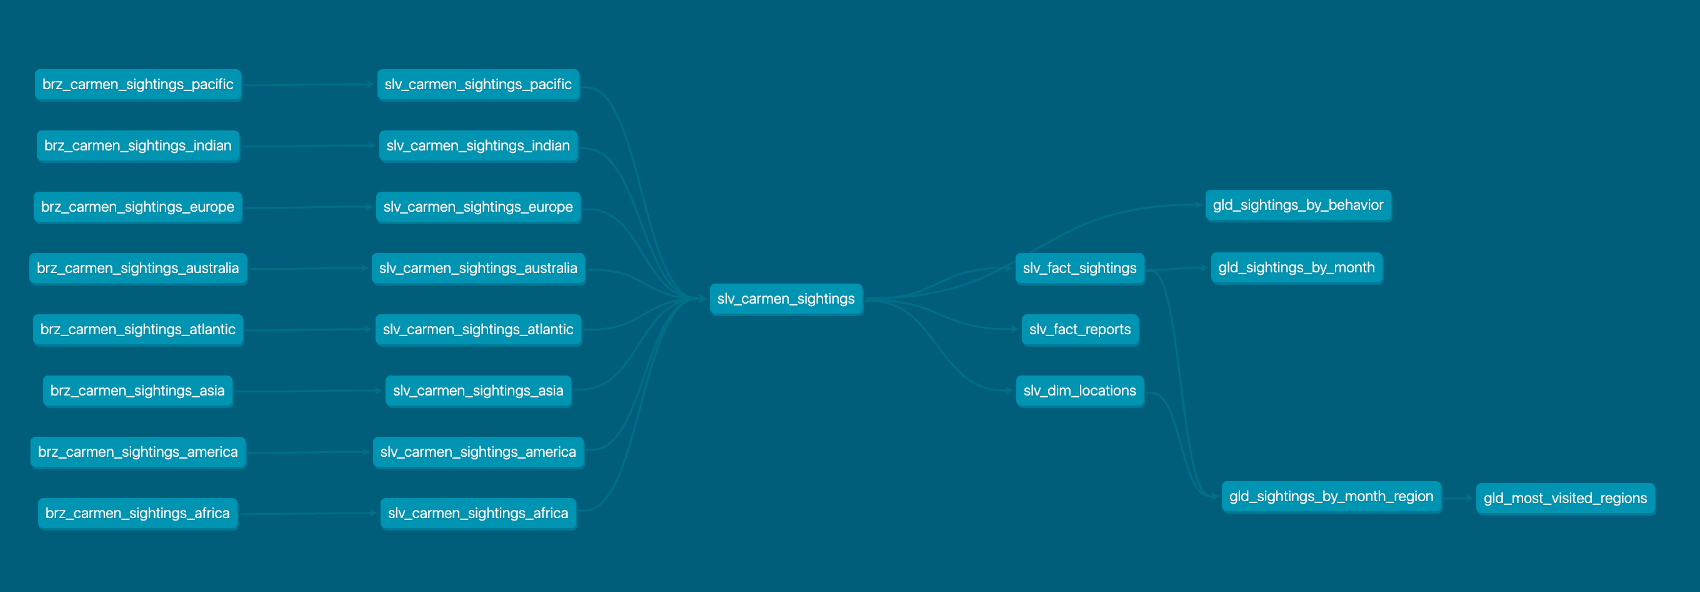 brz_carmen_sightings_pacific
slv_carmen_sightings_pacific
brz_carmen_sightings_indian
slv_carmen_sightings_indian
brz_carmen_sightings_europe
slv_carmen_sightings_europe
gld_sightings_by_behavior
brz_carmen_sightings_australia
slv_carmen_sightings_australia
slv_fact_sightings
gld_sightings_by_month
slv_carmen_sightings
brz_carmen_sightings_atlantic
slv_carmen_sightings_atlantic
slv_fact_reports
brz_carmen_sightings_asia
slv_carmen_sightings_asia
slv_dim_locations
brz_carmen_sightings_america
slv_carmen_sightings_america
gld_sightings_by_month_region
gld_most_visited_regions
brz_carmen_sightings_africa
slv_carmen_sightings_africa